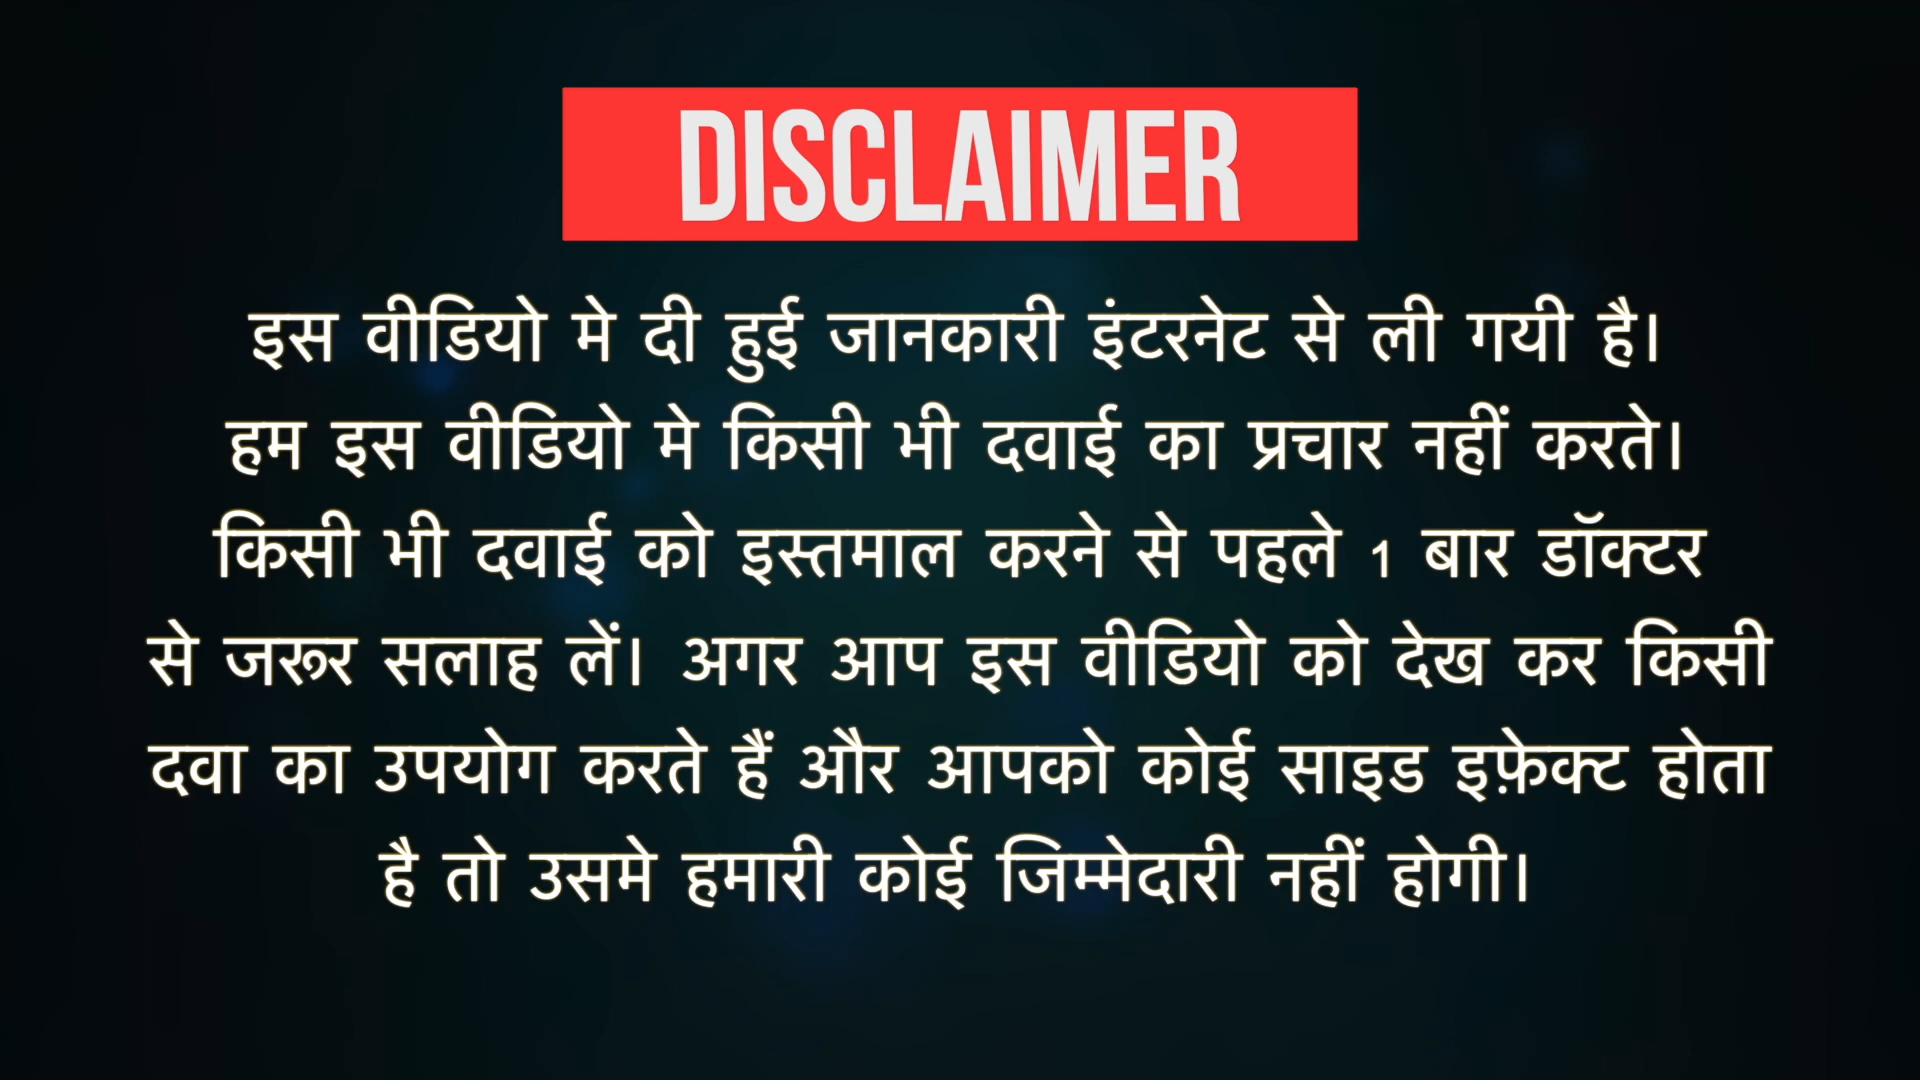 DISCLAIMER
इस वीडियो मे दी हुई जानकारी इंटरनेट से ली गयी है।
हम इस वीडियो मे किसी भी दवाई का प्रचार नहीं करते।
किसी भी दवाई को इस्तमाल करने से पहले 1 बार डॉक्टर
से जरूर सलाह लें। अगर आप इस वीडियो को देख कर किसी
दवा का उपयोग करते हैं और आपको कोई साइड इफ़ेक्ट होता
है तो उसमे हमारी कोई जिम्मेदारी नहीं होगी।